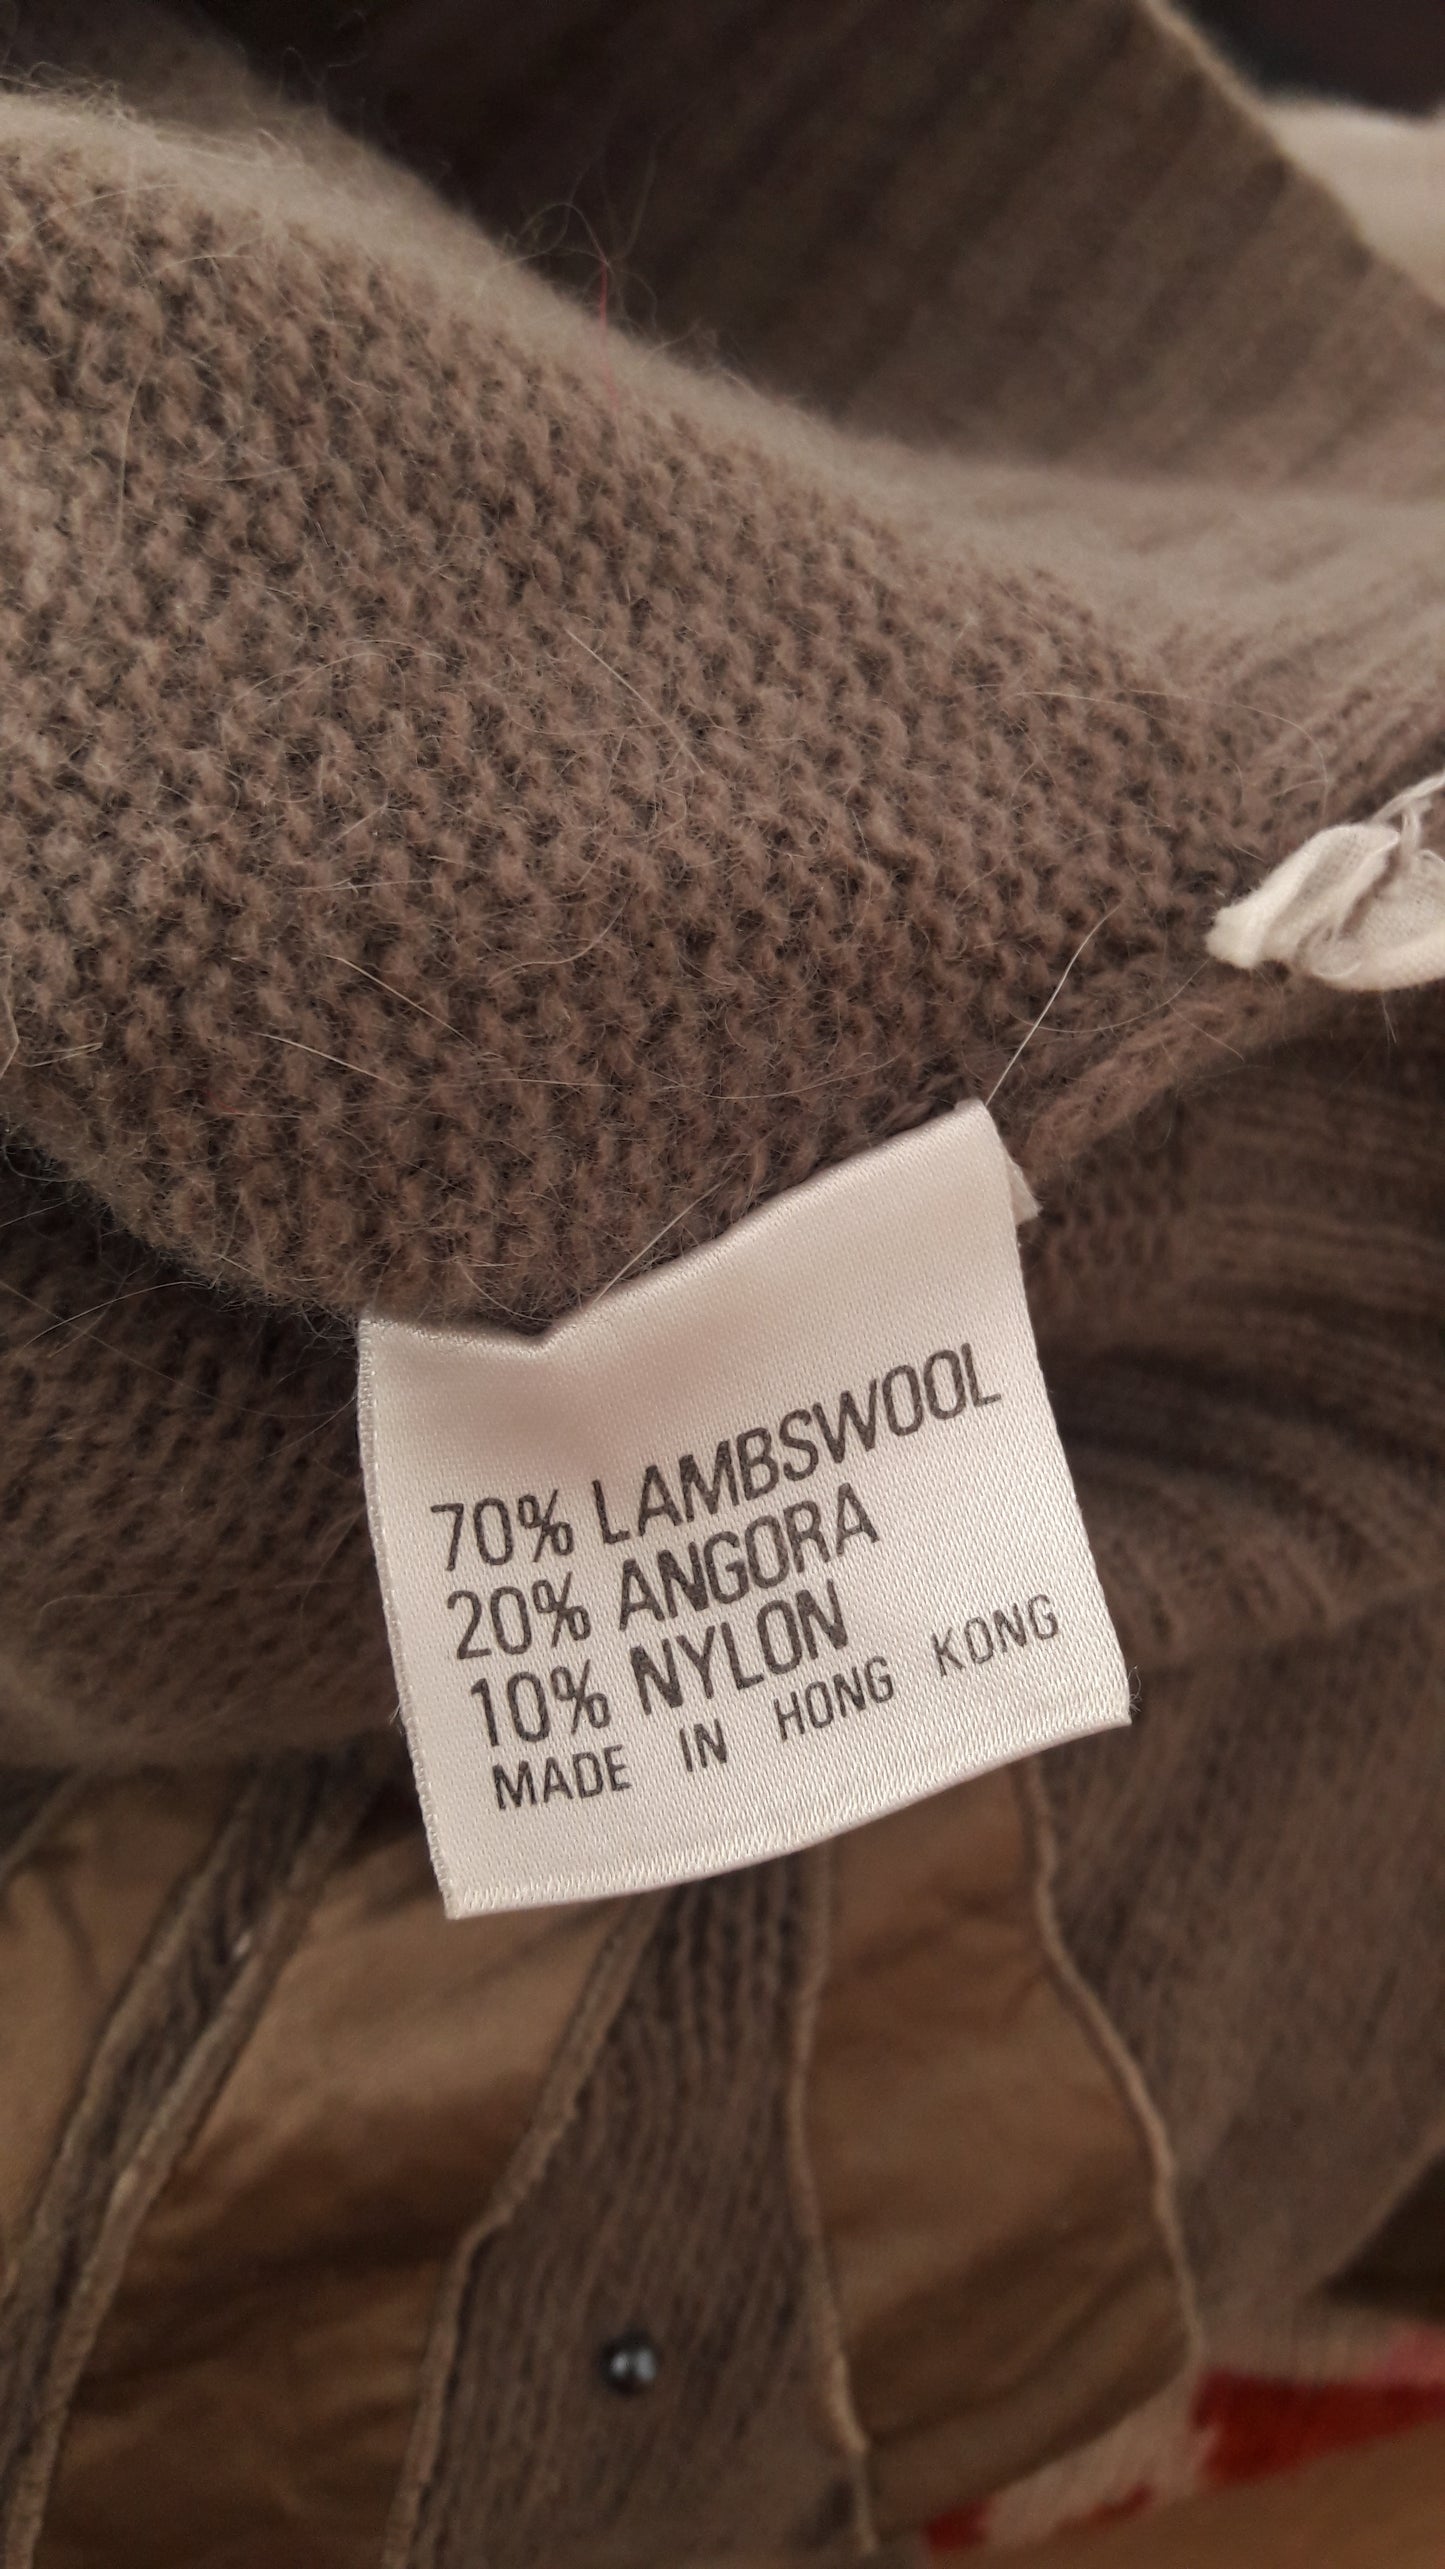 70% LAMBSWOOL
20% ANGORA
10% NYLON
MADE IN HONG KONG